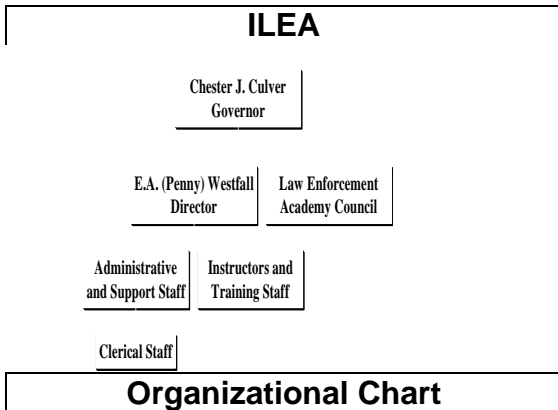 ILEA
Chester J. Culver
Governor
E.A. (Penny) Westfall
Director
Law Enforcement
Academy Council
Administrative
and Support Staff
Instructors and
Training Staff
Clerical Staff
Organizational Chart